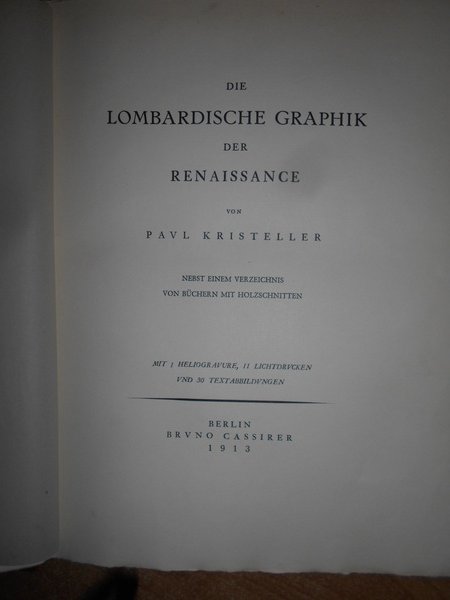 DIE
LOMBARDISCHE GRAPHIK
DER
RENAISSANCE
VON
PAVL KRISTELLER
NEBST EINEM VERZEICHNIS
VON BÜCHERN MIT HOLZSCHNITTEN
MIT 1 HELIOGRAVURE, 11 LICHTDRVCKEN
VND 30 TEXTABBILDVNGEN
BERLIN
BRVNO CASSIRER
1913